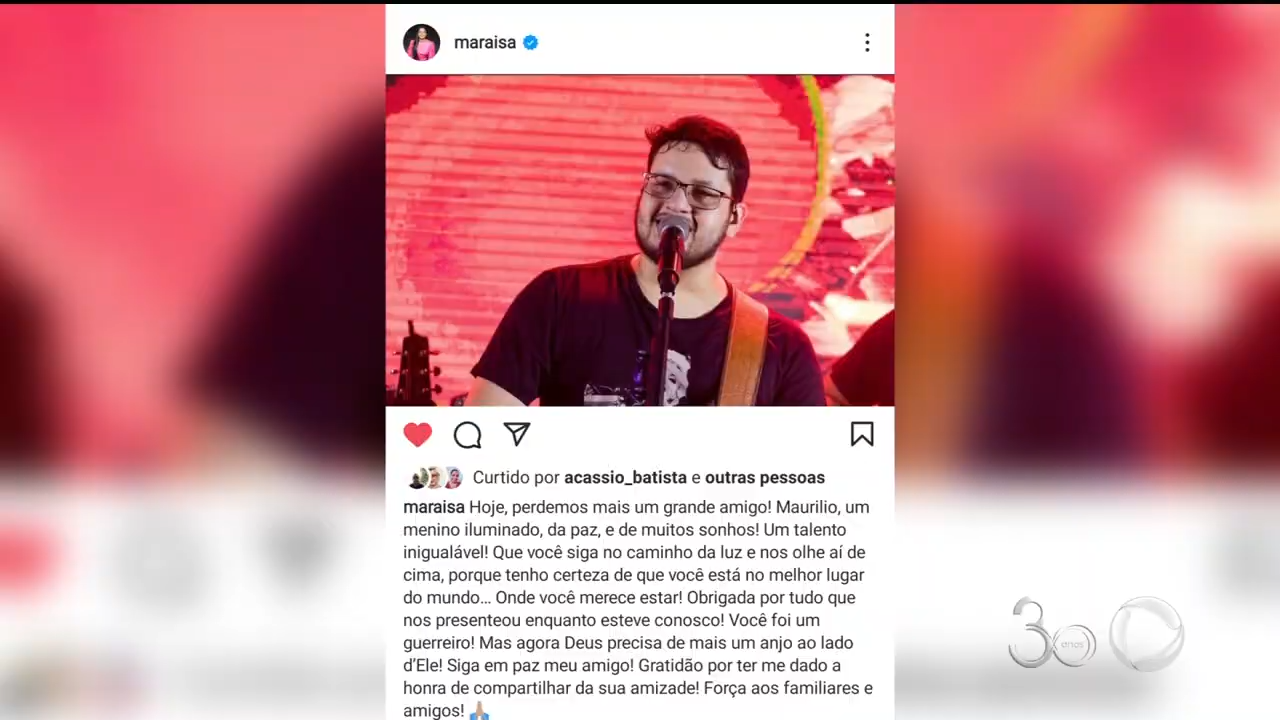 maraisa
Curtido por acassio_batista e outras pessoas
maraisa Hoje, perdemos mais um grande amigo! Maurilio, um
menino iluminado, da paz, e de muitos sonhos! Um talento
inigualável! Que você siga no caminho da luz e nos olhe aí de
cima, porque tenho certeza de que você está no melhor lugar
do mundo... Onde você merece estar! Obrigada por tudo que
nos presenteou enquanto esteve conosco! Você foi um
guerreiro! Mas agora Deus precisa de mais um anjo ao lado
d'Ele! Siga em paz meu amigo! Gratidão por ter me dado a
honra de compartilhar da sua amizade! Força aos familiares e
amigos! 🙏
30 anos